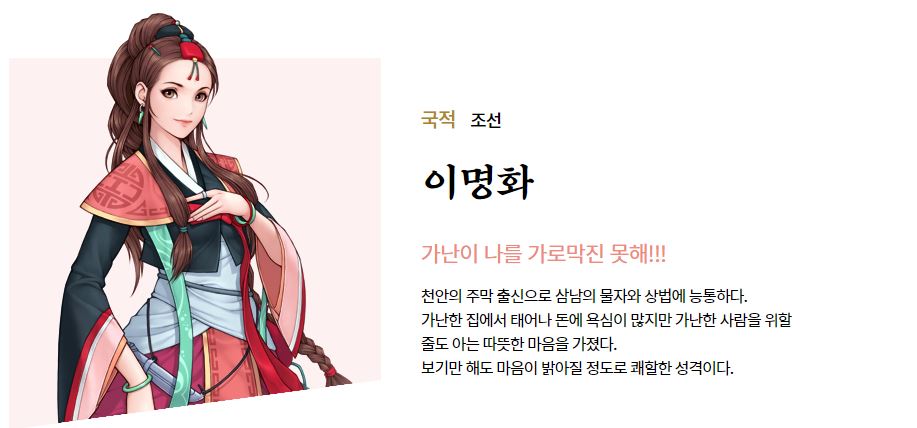 국적 조선
이명화
가난이 나를 가로막진 못해!!!
천안의 주막 출신으로 삼남의 물자와 상법에 능통하다.
가난한 집에서 태어나 돈에 욕심이 많지만 가난한 사람을 위할
줄도 아는 따뜻한 마음을 가졌다.
보기만 해도 마음이 밝아질 정도로 쾌할한 성격이다.